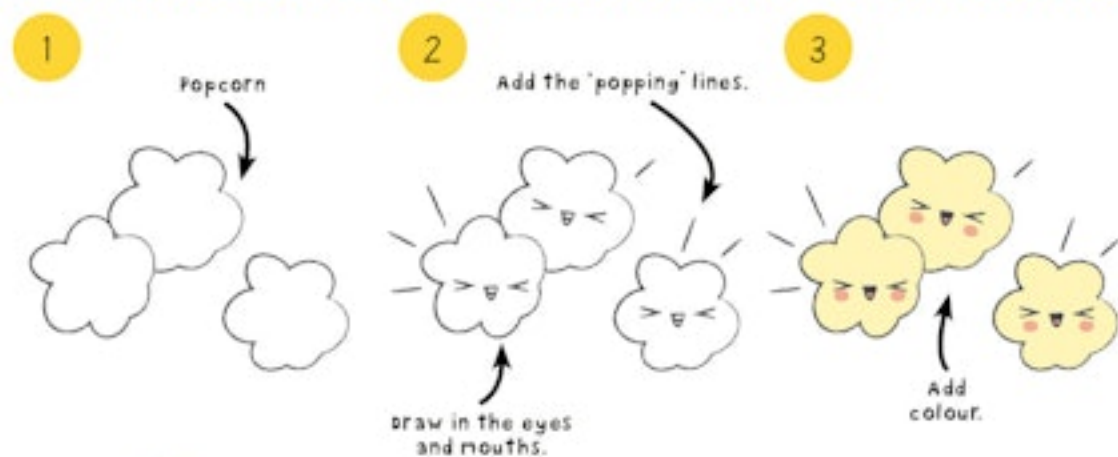 1
Popcorn
2
Add the 'popping' lines.
Draw in the eyes
and mouths.
3
Add
colour.